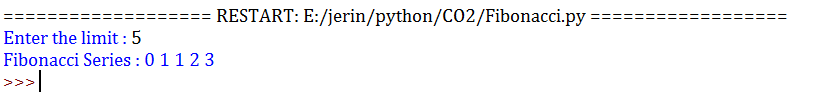 =================== RESTART: E:/jerin/python/CO2/Fibonacci.py ==================
Enter the limit : 5
Fibonacci Series : 0 1 1 2 3
>>>